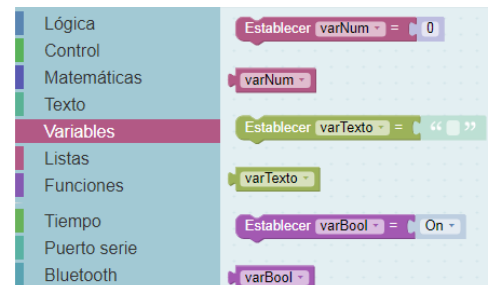 Lógica
Control
Matemáticas
Texto
Variables
Listas
Funciones
Tiempo
Puerto serie
Bluetooth
Establecer varNum = 0
varNum
Establecer varTexto = “ ”
varTexto
Establecer varBool = On
varBool